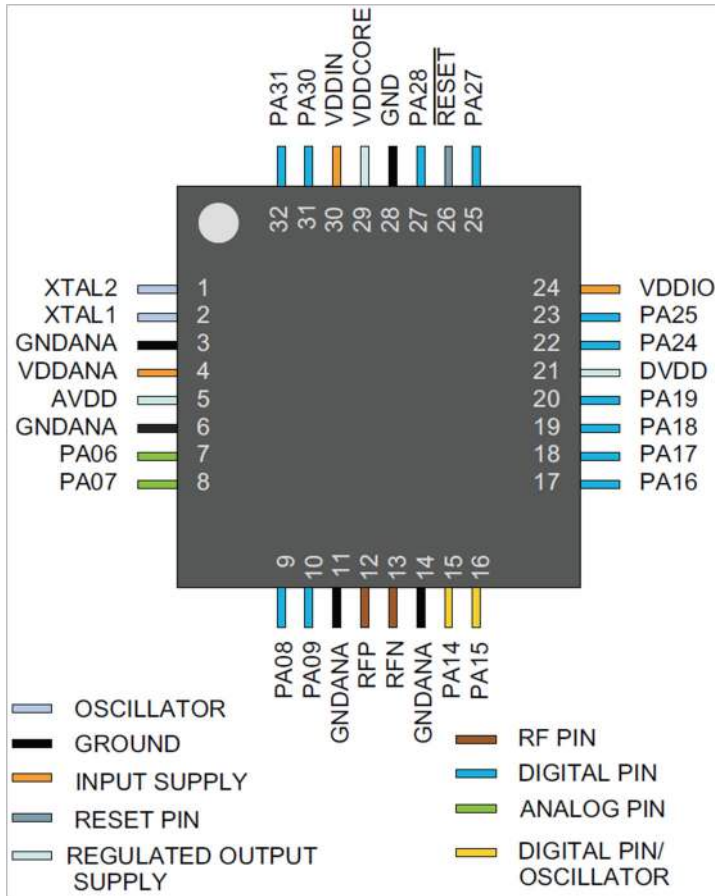 PA31
PA30
VDDIN
VDDCORE
GND
PA28
RESET
PA27
32
31
30
29
28
27
26
25
XTAL2 1
XTAL1 2
GNDANA 3
VDDANA 4
AVDD 5
GNDANA 6
PA06 7
PA07 8
24 VDDIO
23 PA25
22 PA24
21 DVDD
20 PA19
19 PA18
18 PA17
17 PA16
9
10
11
12
13
14
15
16
PA08
PA09
GNDANA
RFP
RFN
GNDANA
PA14
PA15
OSCILLATOR
GROUND
INPUT SUPPLY
RESET PIN
REGULATED OUTPUT
SUPPLY
RF PIN
DIGITAL PIN
ANALOG PIN
DIGITAL PIN/
OSCILLATOR